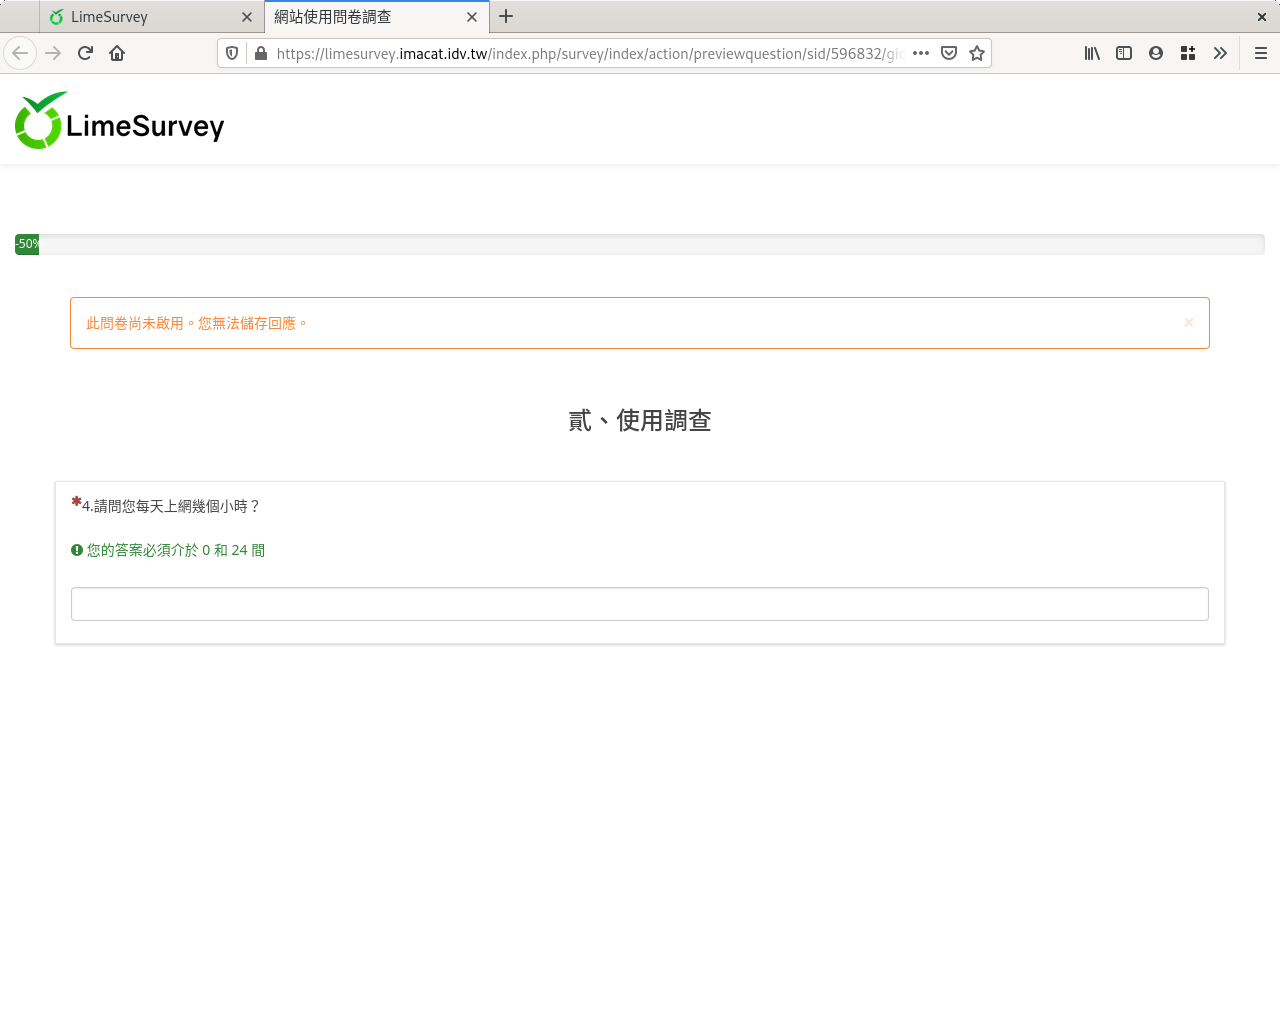 LimeSurvey
網站使用問卷調查
https://limesurvey.imacat.idv.tw/index.php/survey/index/action/previewquestion/sid/596832/gid
LimeSurvey
-50%
此問卷尚未啟用。您無法儲存回應。
×
貳、使用調查
✱4.請問您每天上網幾個小時？
您的答案必須介於 0 和 24 間